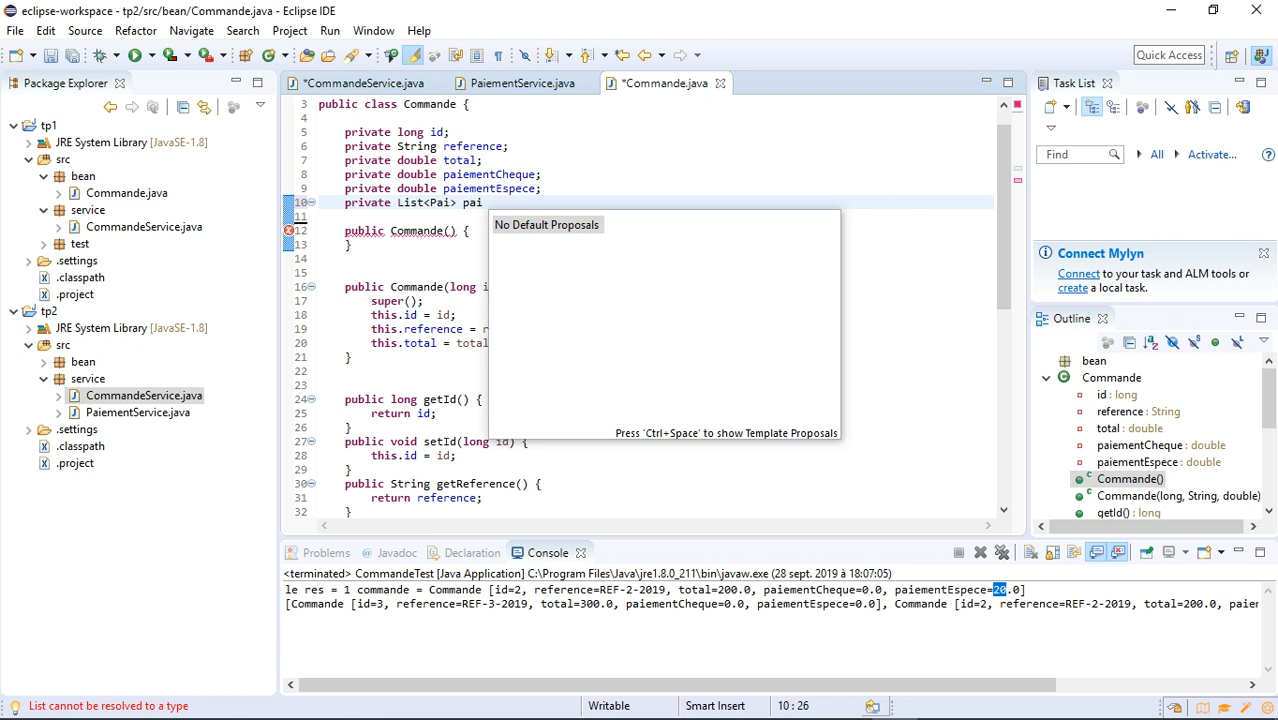 eclipse-workspace - tp2/src/bean/Commande.java - Eclipse IDE
File Edit Source Refactor Navigate Search Project Run Window Help
Quick Access
Package Explorer
tp1
JRE System Library [JavaSE-1.8]
src
bean
Commande.java
service
CommandeService.java
test
.settings
.classpath
.project
tp2
JRE System Library [JavaSE-1.8]
src
bean
service
CommandeService.java
PaiementService.java
.settings
.classpath
.project
*CommandeService.java PaiementService.java *Commande.java
3 public class Commande {
4
5 private long id;
6 private String reference;
7 private double total;
8 private double paiementCheque;
9 private double paiementEspece;
10 private List<Pai> pai
11
12 public Commande() {
13 }
14
15
16 public Commande(long i
17 super();
18 this.id = id;
19 this.reference = r
20 this.total = total
21 }
22
23
24 public long getId() {
25 return id;
26 }
27 public void setId(long id) {
28 this.id = id;
29 }
30 public String getReference() {
31 return reference;
32 }
No Default Proposals
Press 'Ctrl+Space' to show Template Proposals
Task List
Find All Activate...
Connect Mylyn
Connect to your task and ALM tools or
create a local task.
Outline
bean
Commande
id : long
reference : String
total : double
paiementCheque : double
paiementEspece : double
Commande()
Commande(long, String, double)
getId() : long
Problems Javadoc Declaration Console
<terminated> CommandeTest [Java Application] C:\Program Files\Java\jre1.8.0_211\bin\javaw.exe (28 sept. 2019 à 18:07:05)
le res = 1 commande = Commande [id=2, reference=REF-2-2019, total=200.0, paiementCheque=0.0, paiementEspece=20.0]
[Commande [id=3, reference=REF-3-2019, total=300.0, paiementCheque=0.0, paiementEspece=0.0], Commande [id=2, reference=REF-2-2019, total=200.0, paiem
List cannot be resolved to a type
Writable
Smart Insert
10 : 26